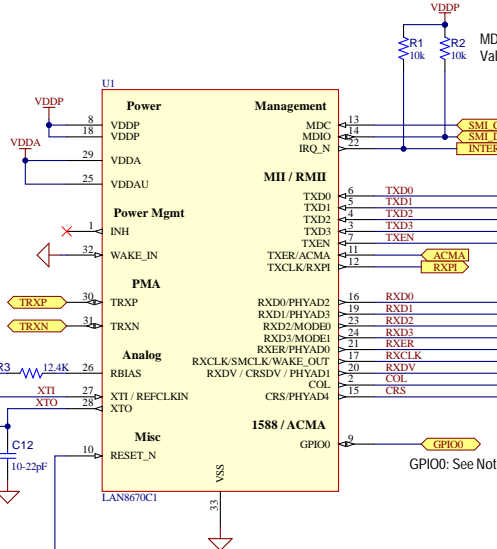 VDDP
R1
10k
R2
10k
MD
Val
U1
VDDP
VDDA
Power
Management
8
VDDP
18
VDDP
29
VDDA
25
VDDAU
MDC
13
MDIO
14
IRQ_N
22
SMI_
SMI_
INTER
MII / RMII
TXD0
6
TXD0
TXD1
5
TXD1
TXD2
4
TXD2
TXD3
3
TXD3
TXEN
7
TXEN
TXER/ACMA
11
ACMA
TXCLK/RXPI
12
RXPI
Power Mgmt
1
INH
32
WAKE_IN
PMA
TRXP
30
TRXP
TRXN
31
TRXN
RXD0/PHYAD2
16
RXD0
RXD1/PHYAD3
19
RXD1
RXD2/MODE0
23
RXD2
RXD3/MODE1
24
RXD3
RXER/PHYAD0
21
RXER
RXCLK/SMCLK/WAKE_OUT
17
RXCLK
RXDV / CRSDV / PHYAD1
20
RXDV
COL
2
COL
CRS/PHYAD4
15
CRS
Analog
R3
12.4K
26
RBIAS
XTI
27
XTI / REFCLKIN
XTO
28
XTO
C12
10-22pF
Misc
10
RESET_N
1588 / ACMA
GPIO0
9
GPIO0
GPIO0: See Not
VSS
33
LAN8670C1